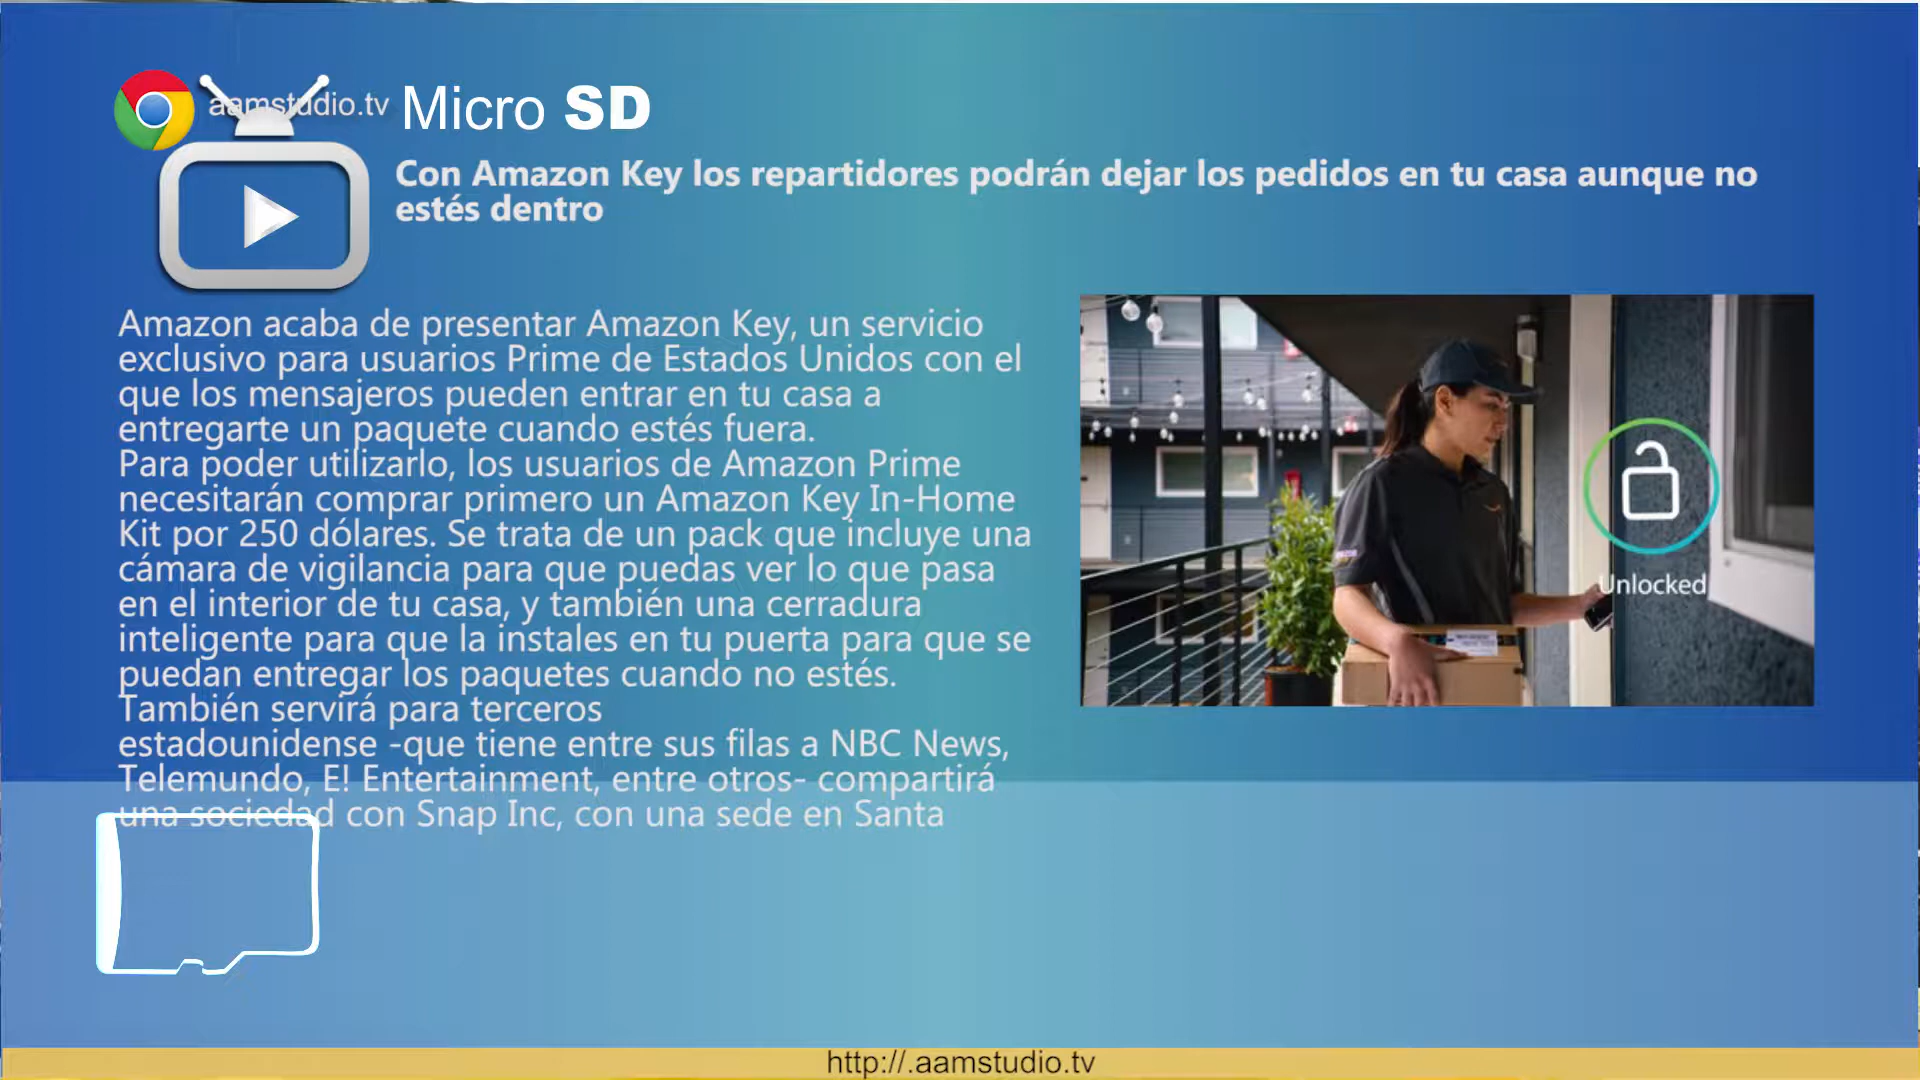 aamstudio.tv Micro SD
Con Amazon Key los repartidores podrán dejar los pedidos en tu casa aunque no
estés dentro
Amazon acaba de presentar Amazon Key, un servicio
exclusivo para usuarios Prime de Estados Unidos con el
que los mensajeros pueden entrar en tu casa a
entregarte un paquete cuando estés fuera.
Para poder utilizarlo, los usuarios de Amazon Prime
necesitarán comprar primero un Amazon Key In-Home
Kit por 250 dólares. Se trata de un pack que incluye una
cámara de vigilancia para que puedas ver lo que pasa
en el interior de tu casa, y también una cerradura
inteligente para que la instales en tu puerta para que se
puedan entregar los paquetes cuando no estés.
También servirá para terceros
estadounidense -que tiene entre sus filas a NBC News,
Telemundo, E! Entertainment, entre otros- compartirá
una sociedad con Snap Inc, con una sede en Santa
Unlocked
http://.aamstudio.tv